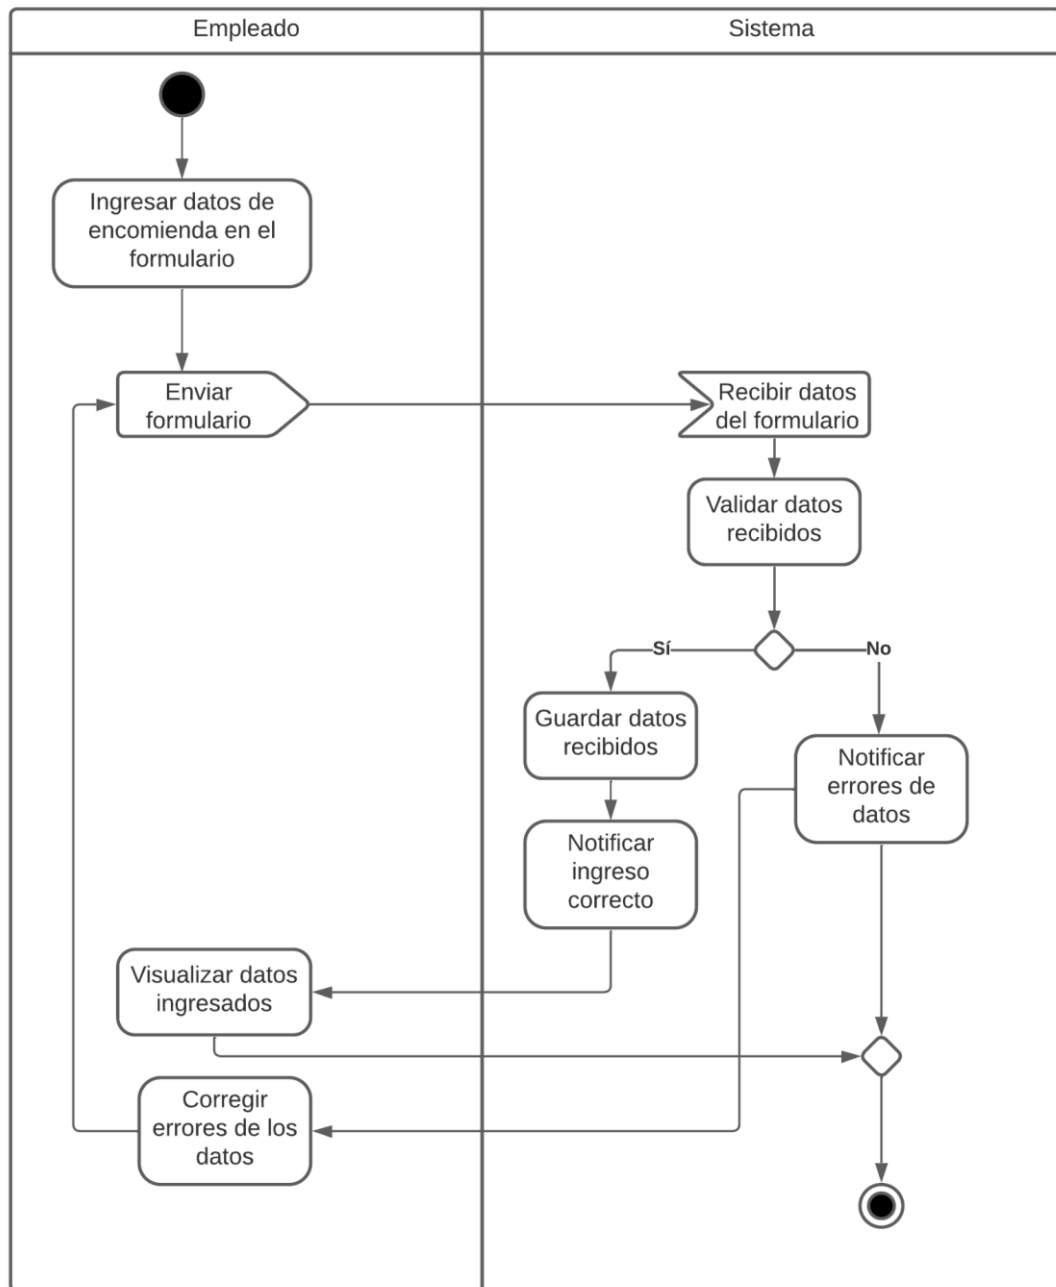 Empleado
Sistema
Ingresar datos de
encomienda en el
formulario
Enviar
formulario
Recibir datos
del formulario
Validar datos
recibidos
Sí
No
Guardar datos
recibidos
Notificar
errores de
datos
Notificar
ingreso
correcto
Visualizar datos
ingresados
Corregir
errores de los
datos